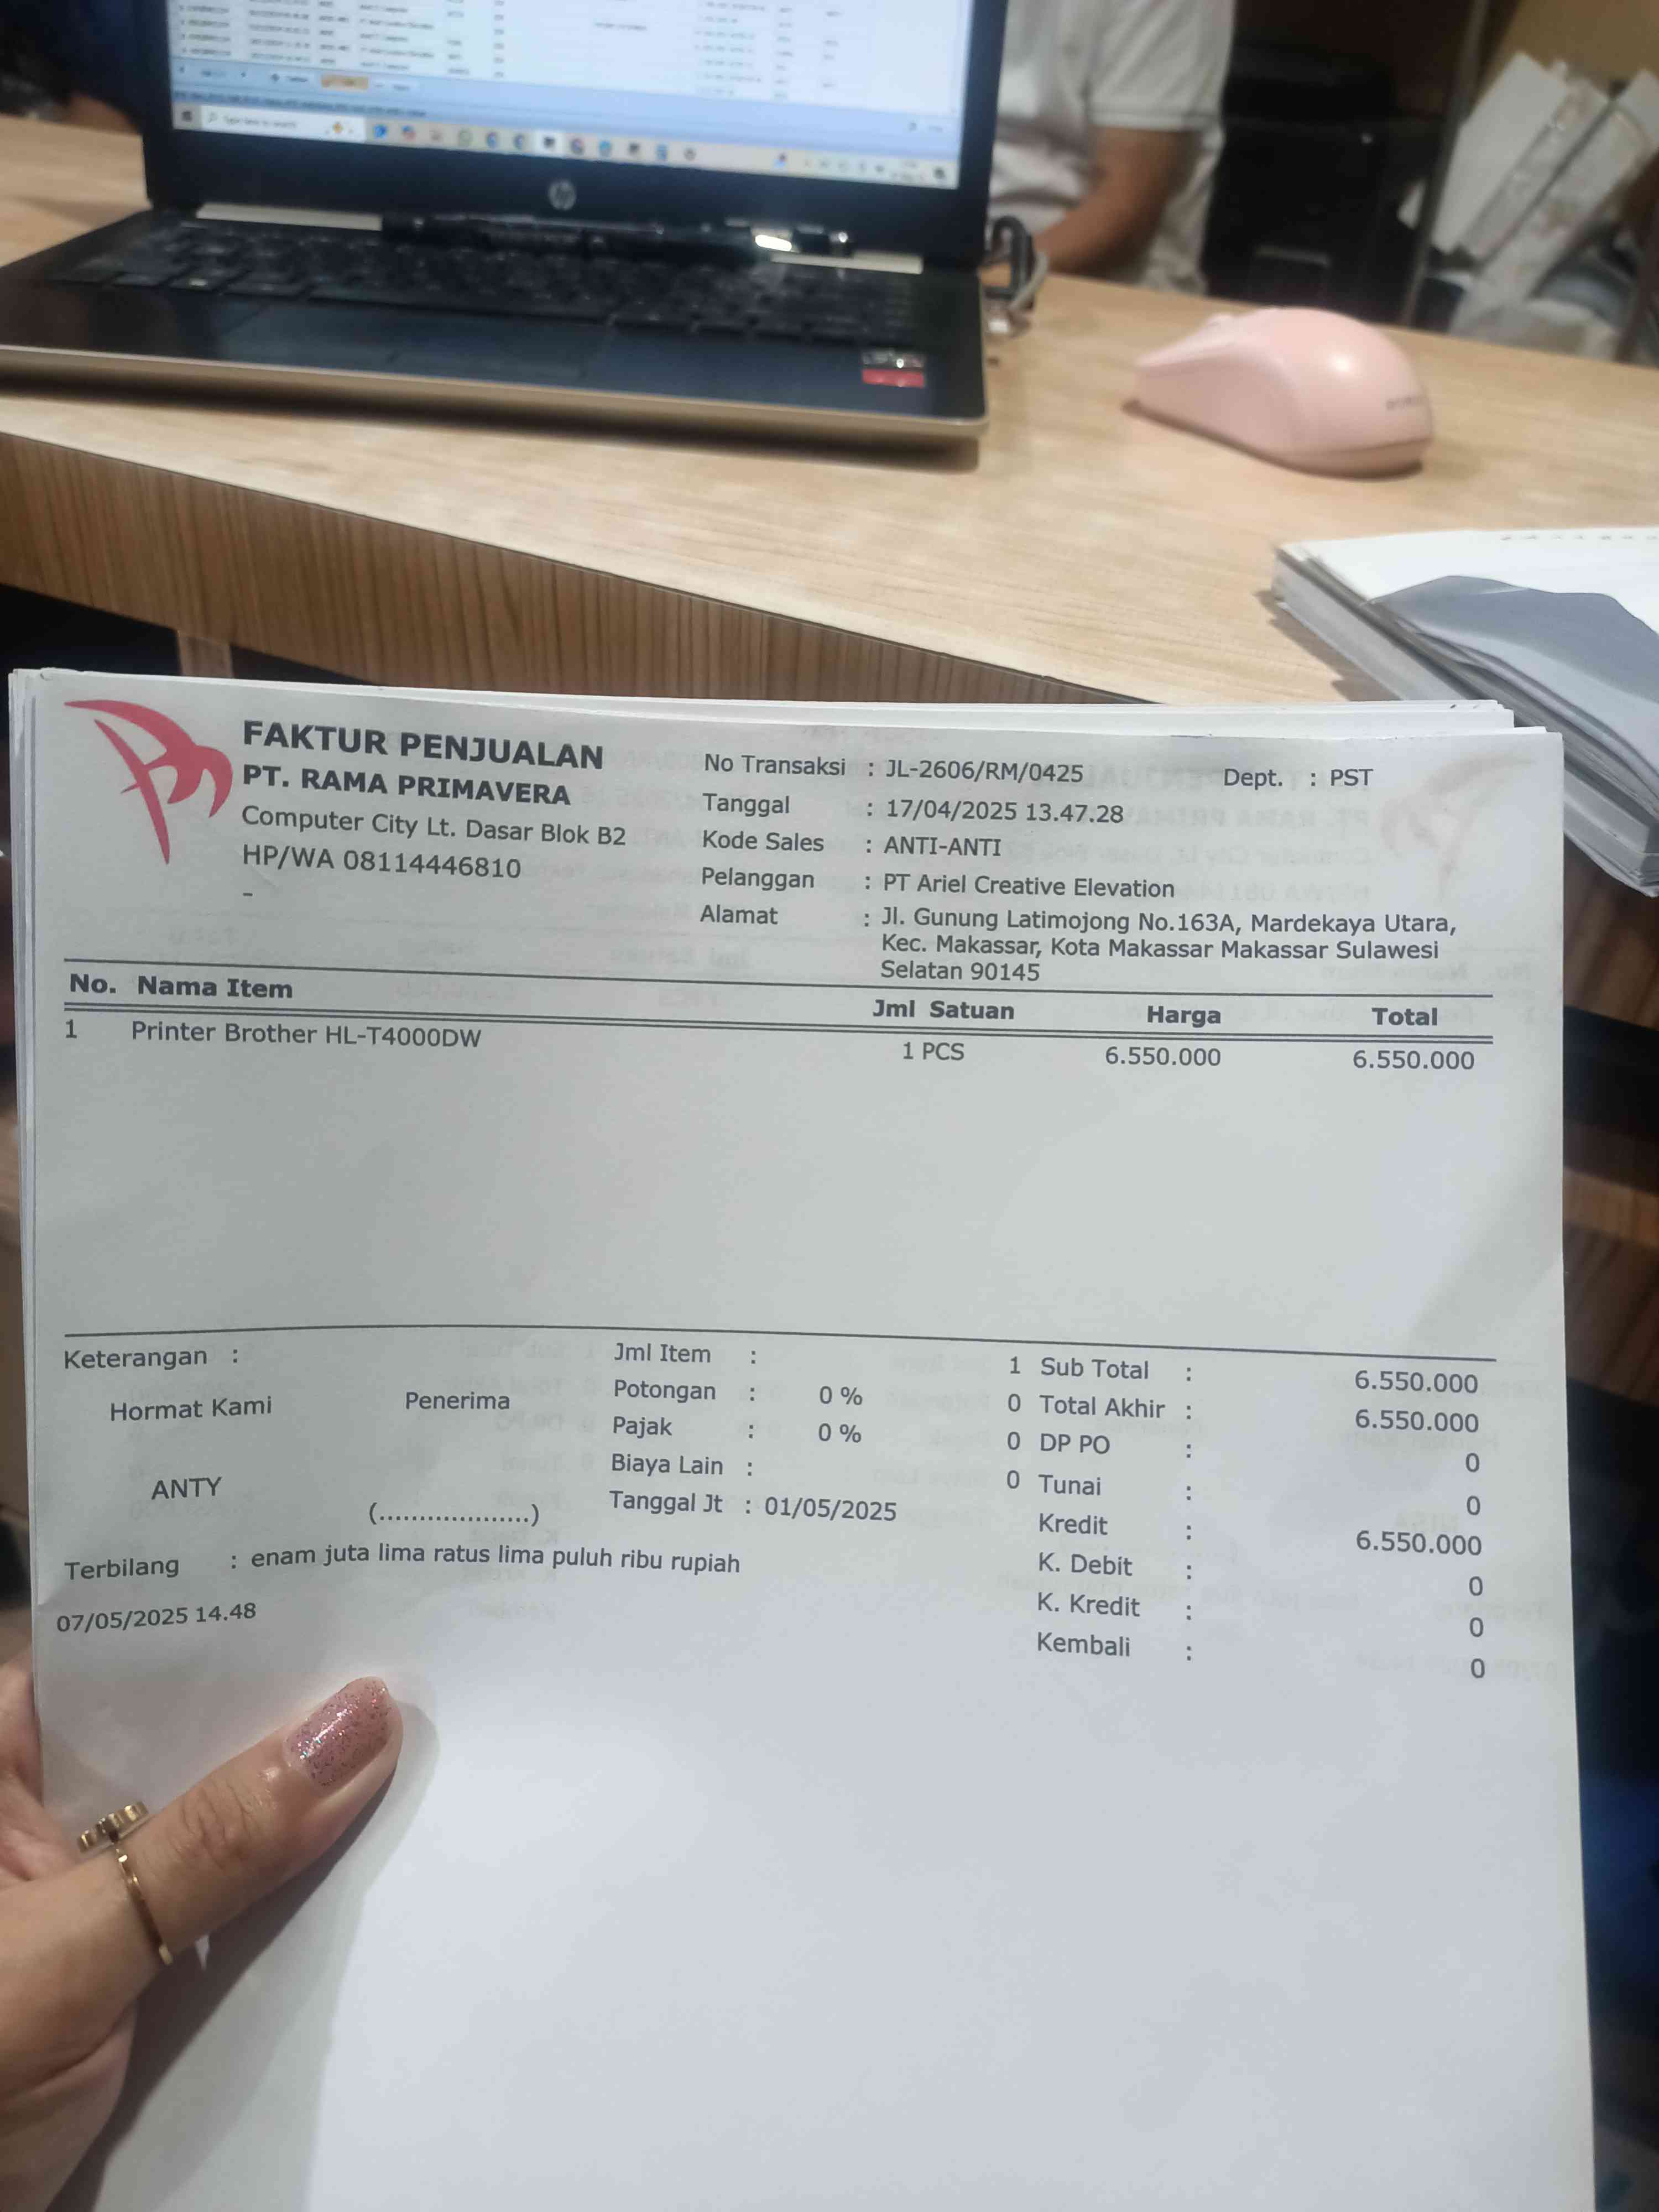 Type here to search
hp
FAKTUR PENJUALAN
PT. RAMA PRIMAVERA
Computer City Lt. Dasar Blok B2
HP/WA 08114446810
-
No Transaksi : JL-2606/RM/0425 Dept. : PST
Tanggal : 17/04/2025 13.47.28
Kode Sales : ANTI-ANTI
Pelanggan : PT Ariel Creative Elevation
Alamat : Jl. Gunung Latimojong No.163A, Mardekaya Utara,
Kec. Makassar, Kota Makassar Makassar Sulawesi
Selatan 90145
No. Nama Item Jml Satuan Harga Total
1 Printer Brother HL-T4000DW 1 PCS 6.550.000 6.550.000
Keterangan :
Hormat Kami Penerima
ANTY
(....................)
Jml Item : 1
Potongan : 0 % 0
Pajak : 0 % 0
Biaya Lain : 0
Tanggal Jt : 01/05/2025
Sub Total : 6.550.000
Total Akhir : 6.550.000
DP PO : 0
Tunai : 0
Kredit : 6.550.000
K. Debit : 0
K. Kredit : 0
Kembali : 0
Terbilang : enam juta lima ratus lima puluh ribu rupiah
07/05/2025 14.48